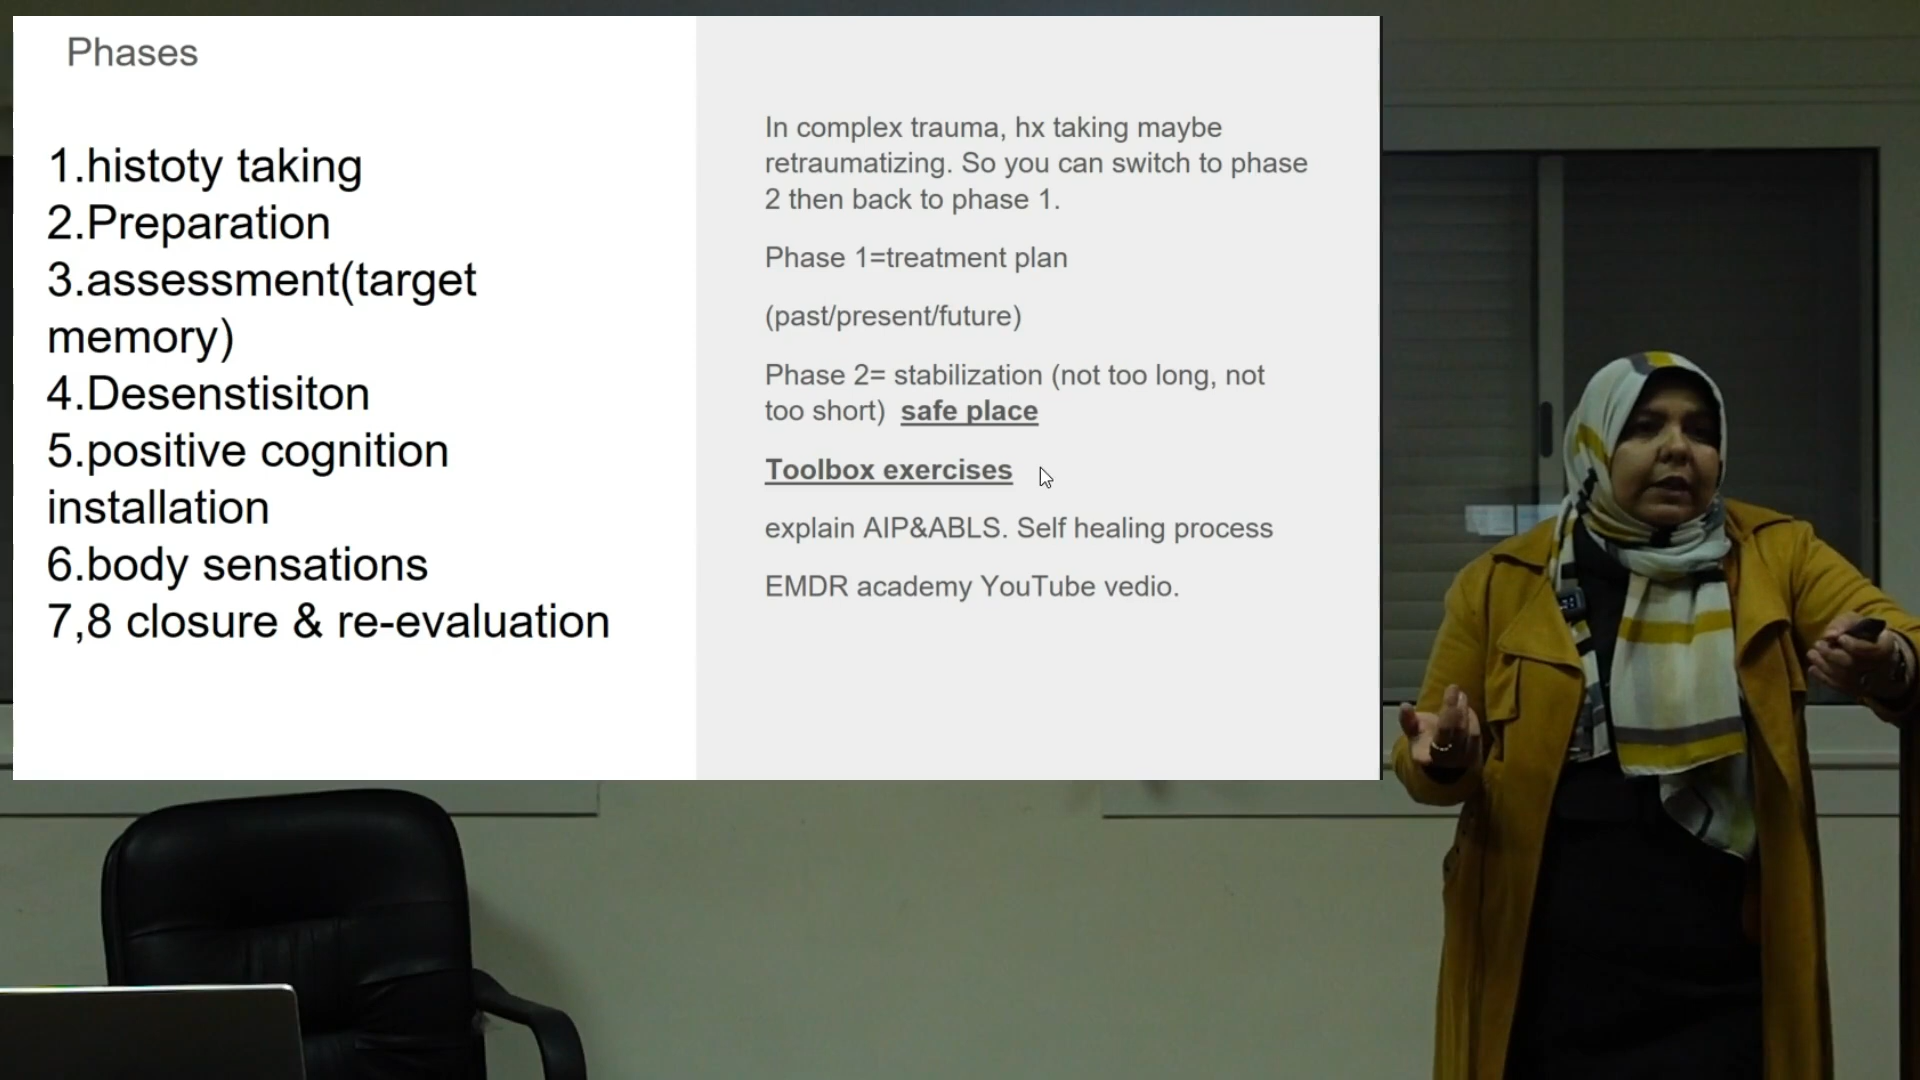 Phases
1.histoty taking
2.Preparation
3.assessment(target
memory)
4.Desenstisiton
5.positive cognition
installation
6.body sensations
7,8 closure & re-evaluation
In complex trauma, hx taking maybe
retraumatizing. So you can switch to phase
2 then back to phase 1.
Phase 1=treatment plan
(past/present/future)
Phase 2= stabilization (not too long, not
too short) safe place
Toolbox exercises
explain AIP&ABLS. Self healing process
EMDR academy YouTube vedio.